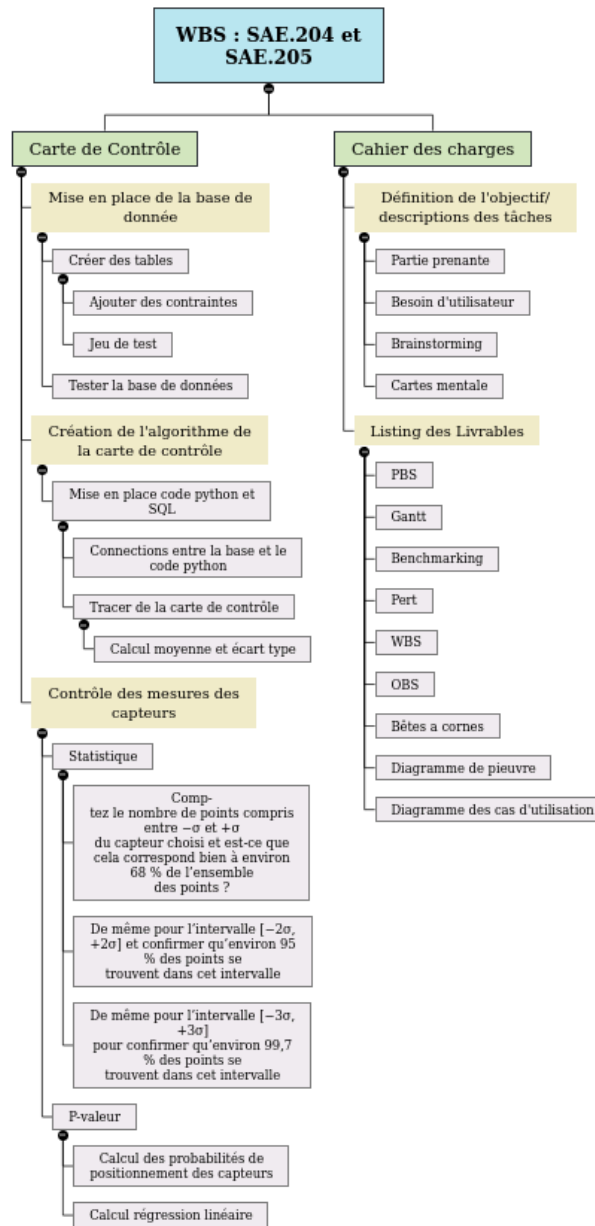 WBS : SAE.204 et
SAE.205
Carte de Contrôle
Mise en place de la base de
donnée
Créer des tables
Ajouter des contraintes
Jeu de test
Tester la base de données
Création de l'algorithme de
la carte de contrôle
Mise en place code python et
SQL
Connections entre la base et le
code python
Tracer de la carte de contrôle
Calcul moyenne et écart type
Contrôle des mesures des
capteurs
Statistique
Comp-
tez le nombre de points compris
entre −σ et +σ
du capteur choisi et est-ce que
cela correspond bien à environ
68 % de l’ensemble
des points ?
De même pour l’intervalle [−2σ,
+2σ] et confirmer qu’environ 95
% des points se
trouvent dans cet intervalle
De même pour l’intervalle [−3σ,
+3σ]
pour confirmer qu’environ 99,7
% des points se
trouvent dans cet intervalle
P-valeur
Calcul des probabilités de
positionnement des capteurs
Calcul régression linéaire
Cahier des charges
Définition de l'objectif/
descriptions des tâches
Partie prenante
Besoin d'utilisateur
Brainstorming
Cartes mentale
Listing des Livrables
PBS
Gantt
Benchmarking
Pert
WBS
OBS
Bêtes a cornes
Diagramme de pieuvre
Diagramme des cas d'utilisation